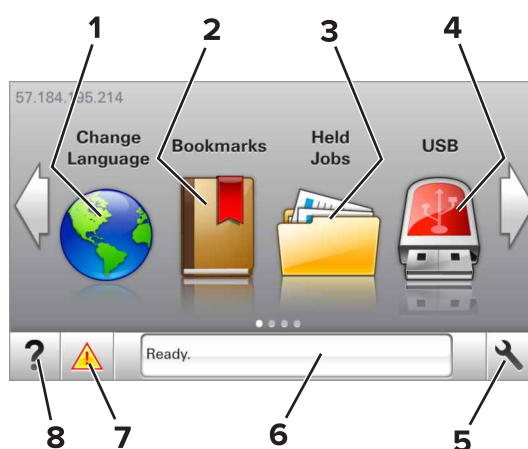 1 2 3 4
57.184.195.214
Change
Language
Bookmarks
Held
Jobs
USB
?
Ready.
8 7 6 5